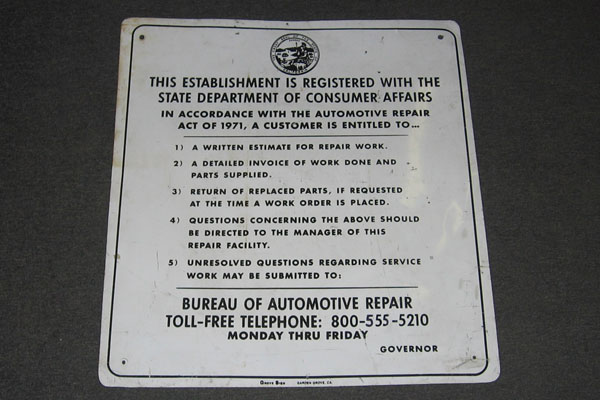 THIS ESTABLISHMENT IS REGISTERED WITH THE
STATE DEPARTMENT OF CONSUMER AFFAIRS
IN ACCORDANCE WITH THE AUTOMOTIVE REPAIR
ACT OF 1971, A CUSTOMER IS ENTITLED TO...
1) A WRITTEN ESTIMATE FOR REPAIR WORK.
2) A DETAILED INVOICE OF WORK DONE AND
PARTS SUPPLIED.
3) RETURN OF REPLACED PARTS, IF REQUESTED
AT THE TIME A WORK ORDER IS PLACED.
4) QUESTIONS CONCERNING THE ABOVE SHOULD
BE DIRECTED TO THE MANAGER OF THIS
REPAIR FACILITY.
5) UNRESOLVED QUESTIONS REGARDING SERVICE
WORK MAY BE SUBMITTED TO:
BUREAU OF AUTOMOTIVE REPAIR
TOLL-FREE TELEPHONE: 800-555-5210
MONDAY THRU FRIDAY
GOVERNOR
GARDEN GROVE, CA.